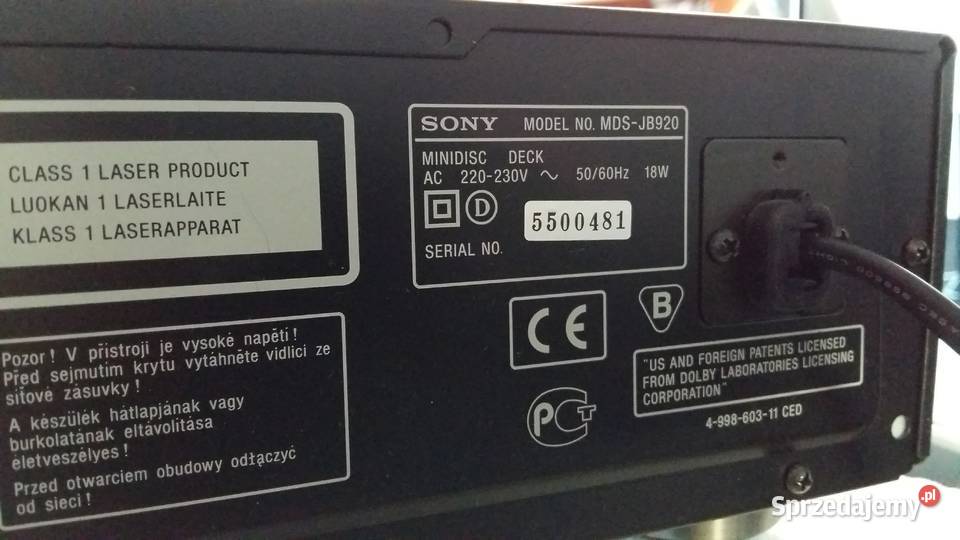 CLASS 1 LASER PRODUCT
LUOKAN 1 LASERLAITE
KLASS 1 LASERAPPARAT
SONY MODEL NO. MDS-JB920
MINIDISC DECK
AC 220-230V ~ 50/60Hz 18W
D
5500481
SERIAL NO.
CE
B
"US AND FOREIGN PATENTS LICENSED
FROM DOLBY LABORATORIES LICENSING
CORPORATION"
4-998-603-11 CED
PCT
Pozor! V přístroji je vysoké napětí!
Před sejmutím krytu vytáhněte vidlici ze
síťové zásuvky!
A készülék hátlapjának vagy
burkolatának eltávolítása
életveszélyes!
Przed otwarciem obudowy odłączyć
od sieci!
Sprzedajemy.pl